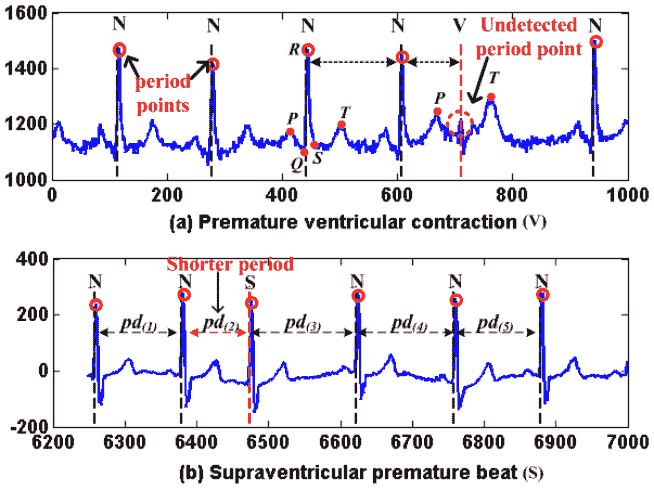 N N N N V Undetected period point N
1600
R
period points
1400
P T P T
1200
Q S
1000
0 200 400 600 800 1000
(a) Premature ventricular contraction (V)
400
N N Shorter period S N N N
200
pd(1) pd(2) pd(3) pd(4) pd(5)
0
-200
6200 6300 6400 6500 6600 6700 6800 6900 7000
(b) Supraventricular premature beat (S)